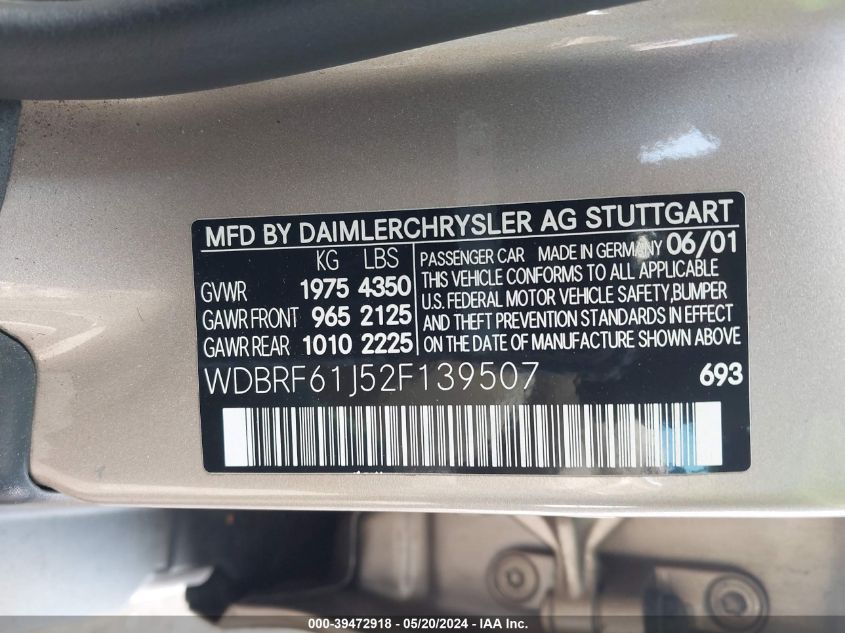 MFD BY DAIMLERCHRYSLER AG STUTTGART
KG LBS
GVWR 1975 4350
GAWR FRONT 965 2125
GAWR REAR 1010 2225
PASSENGER CAR MADE IN GERMANY 06/01
THIS VEHICLE CONFORMS TO ALL APPLICABLE
U.S. FEDERAL MOTOR VEHICLE SAFETY,BUMPER
AND THEFT PREVENTION STANDARDS IN EFFECT
ON THE DATE OF MANUFACTURE SHOWN ABOVE
WDBRF61J52F139507 693
000-39472918 - 05/20/2024 - IAA Inc.